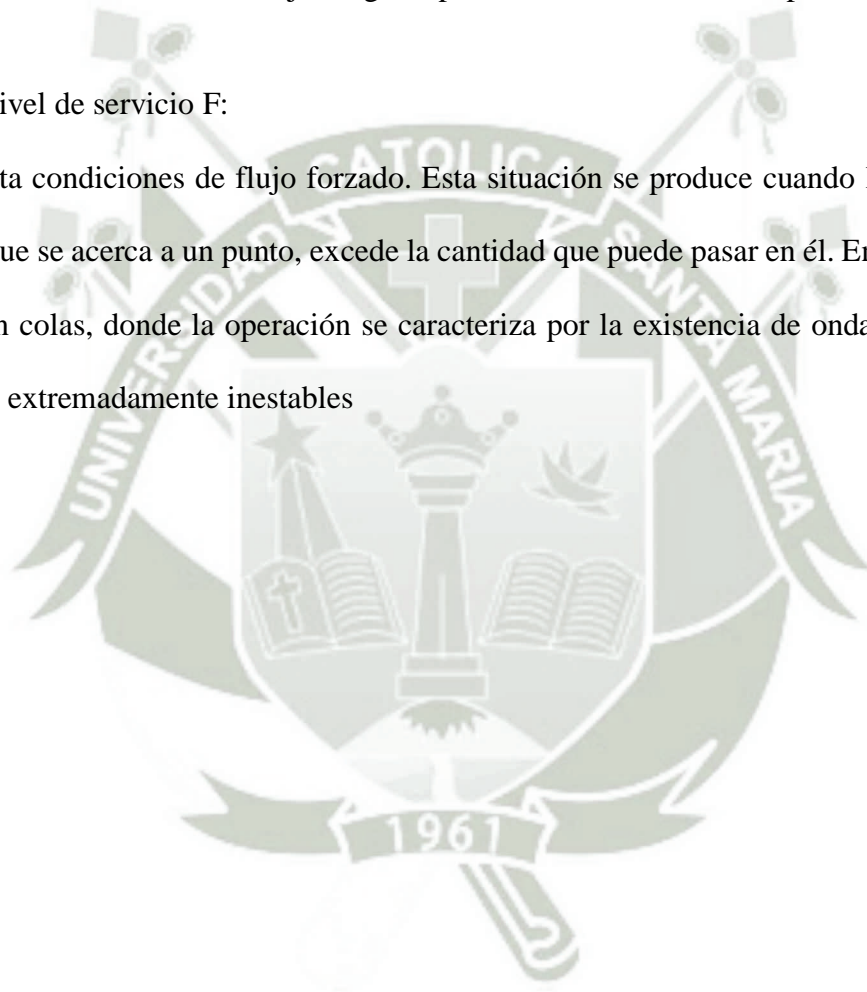 ivel de servicio F:
ta condiciones de flujo forzado. Esta situación se produce cuando
ue se acerca a un punto, excede la cantidad que puede pasar en él. En
n colas, donde la operación se caracteriza por la existencia de onda
extremadamente inestables
UNIVERSIDAD CATOLICA SANTA MARIA
1961